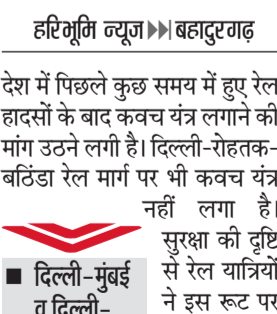 हरिभूमि न्यूज ▶▶| बहादुरगढ़
देश में पिछले कुछ समय में हुए रेल
हादसों के बाद कवच यंत्र लगाने की
मांग उठने लगी है। दिल्ली-रोहतक-
बठिंडा रेल मार्ग पर भी कवच यंत्र
नहीं लगा है।
सुरक्षा की दृष्टि
से रेल यात्रियों
ने इस रूट पर
■ दिल्ली-मुंबई
व दिल्ली-